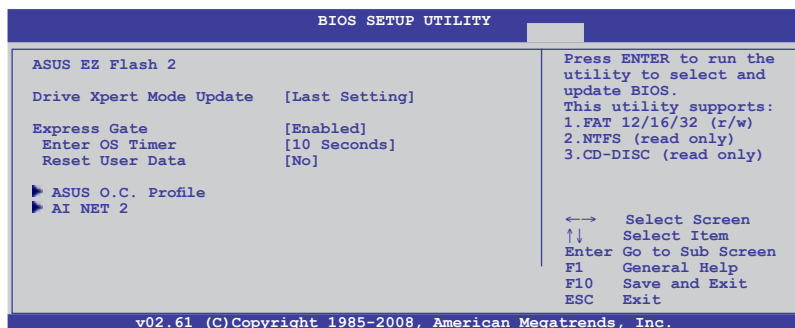 BIOS SETUP UTILITY
ASUS EZ Flash 2
Drive Xpert Mode Update [Last Setting]
Express Gate [Enabled]
Enter OS Timer [10 Seconds]
Reset User Data [No]
ASUS O.C. Profile
AI NET 2
Press ENTER to run the
utility to select and
update BIOS.
This utility supports:
1.FAT 12/16/32 (r/w)
2.NTFS (read only)
3.CD-DISC (read only)
←→ Select Screen
↑↓ Select Item
Enter Go to Sub Screen
F1 General Help
F10 Save and Exit
ESC Exit
v02.61 (C)Copyright 1985-2008, American Megatrends, Inc.